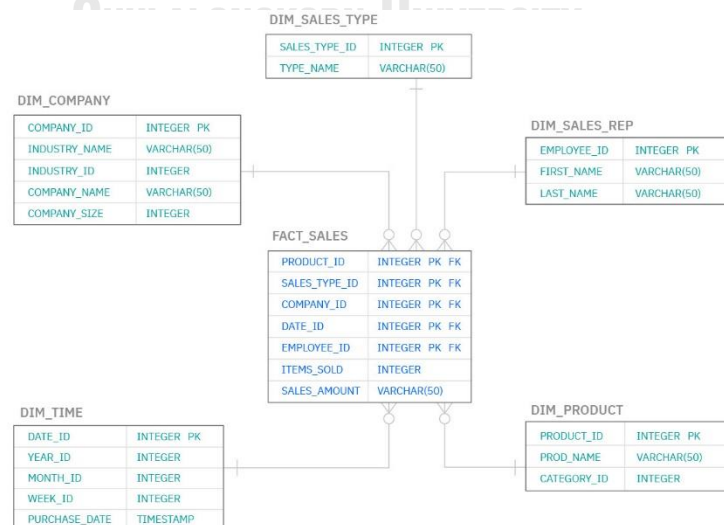 DIM_SALES_TYPE
SALES_TYPE_ID INTEGER PK
TYPE_NAME VARCHAR(50)
DIM_COMPANY
COMPANY_ID INTEGER PK
INDUSTRY_NAME VARCHAR(50)
INDUSTRY_ID INTEGER
COMPANY_NAME VARCHAR(50)
COMPANY_SIZE INTEGER
DIM_SALES_REP
EMPLOYEE_ID INTEGER PK
FIRST_NAME VARCHAR(50)
LAST_NAME VARCHAR(50)
FACT_SALES
PRODUCT_ID INTEGER PK FK
SALES_TYPE_ID INTEGER PK FK
COMPANY_ID INTEGER PK FK
DATE_ID INTEGER PK FK
EMPLOYEE_ID INTEGER PK FK
ITEMS_SOLD INTEGER
SALES_AMOUNT VARCHAR(50)
DIM_TIME
DATE_ID INTEGER PK
YEAR_ID INTEGER
MONTH_ID INTEGER
WEEK_ID INTEGER
PURCHASE_DATE TIMESTAMP
DIM_PRODUCT
PRODUCT_ID INTEGER PK
PROD_NAME VARCHAR(50)
CATEGORY_ID INTEGER